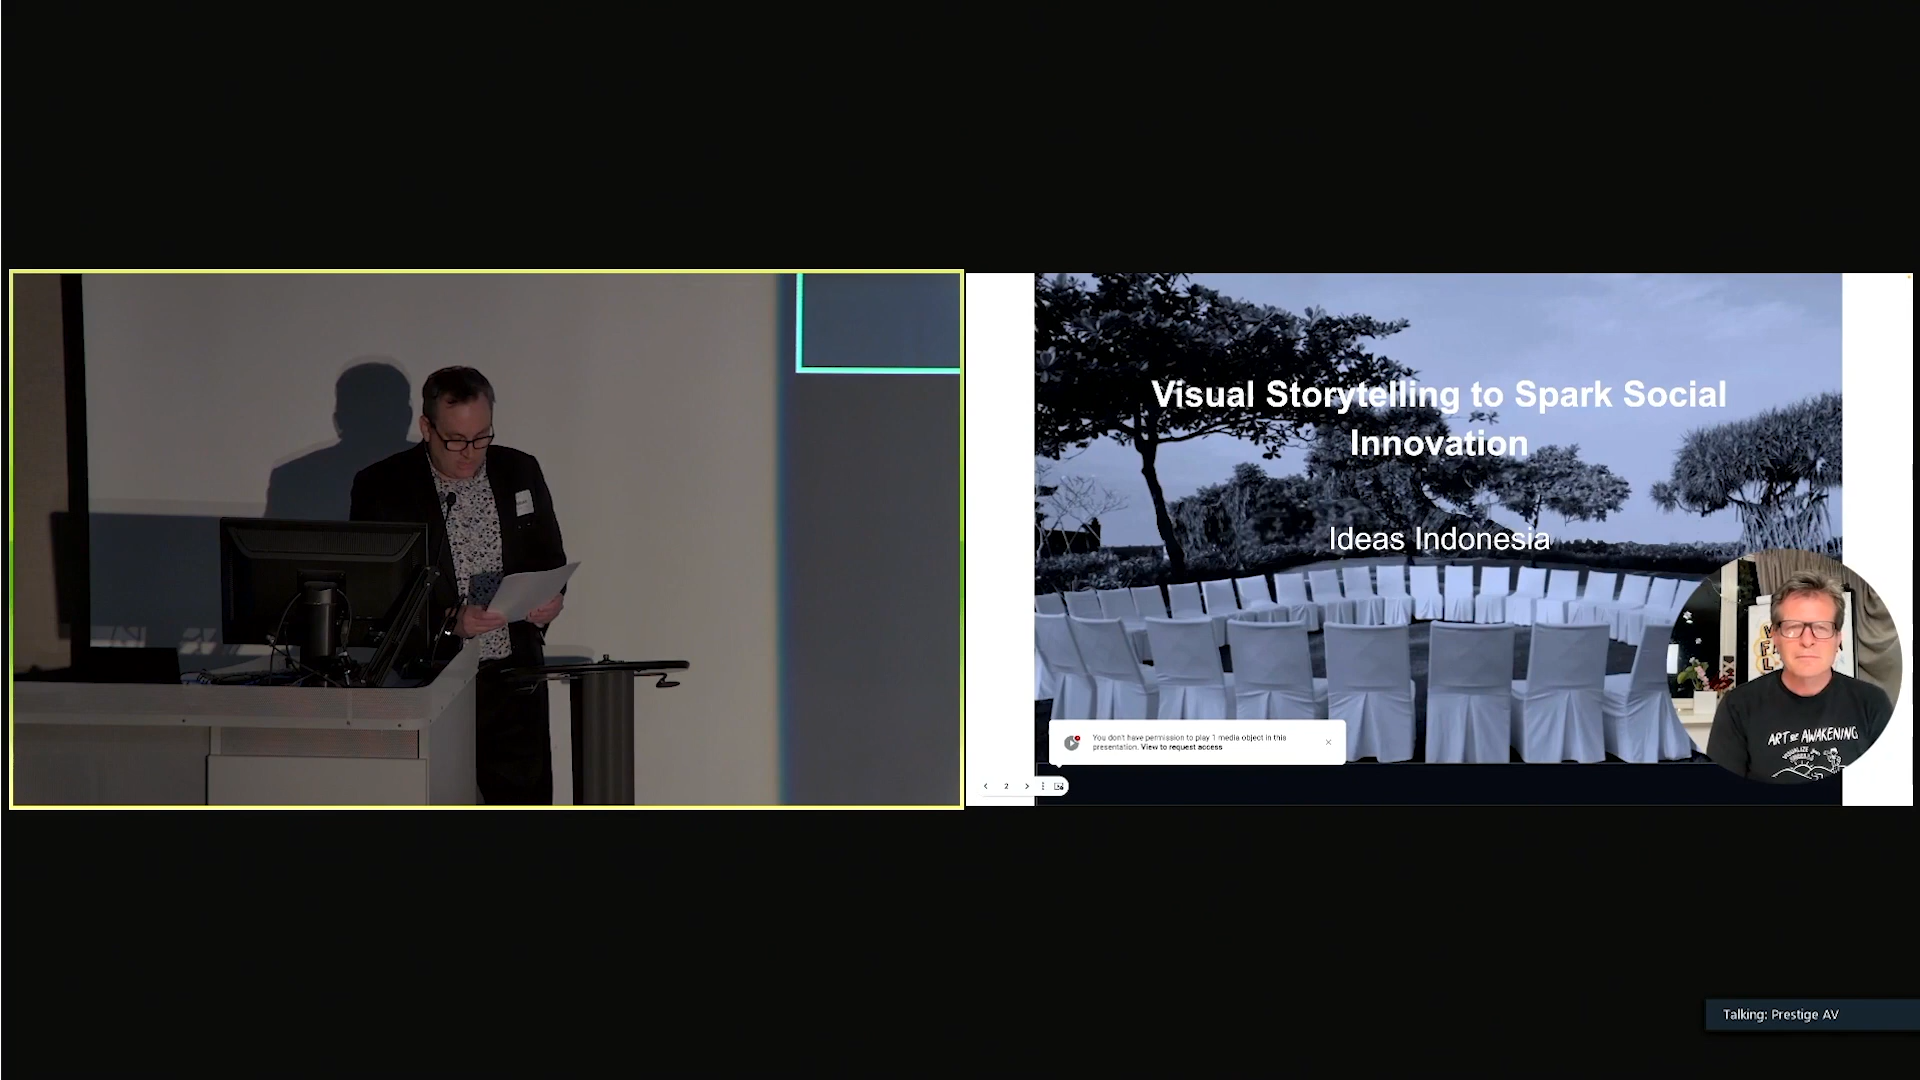 Visual Storytelling to Spark Social
Innovation
Ideas Indonesia
You don't have permission to play 1 media object in this
presentation. View to request access
2
ART OF AWAKENING
VISUALIZE
Talking: Prestige AV